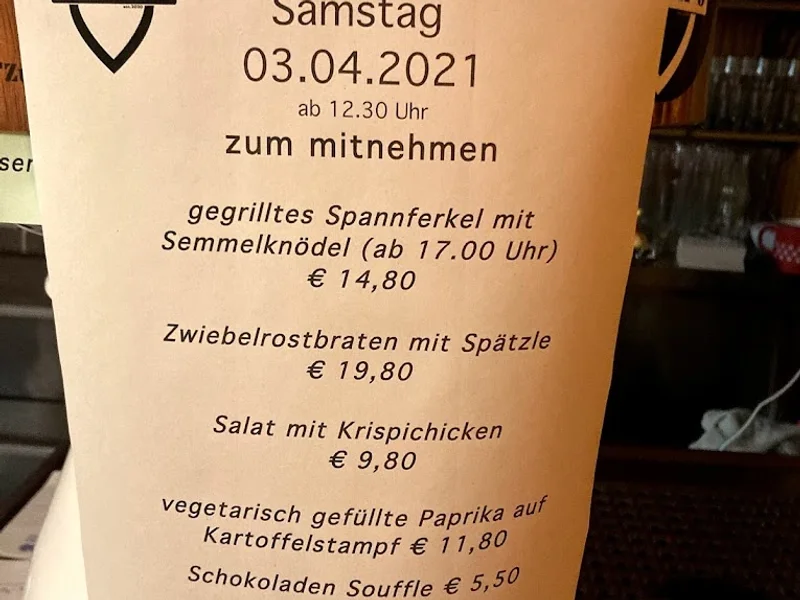 Samstag
03.04.2021
ab 12.30 Uhr
zum mitnehmen
gegrilltes Spannferkel mit
Semmelknödel (ab 17.00 Uhr)
€ 14,80
Zwiebelrostbraten mit Spätzle
€ 19,80
Salat mit Krispichicken
€ 9,80
vegetarisch gefüllte Paprika auf
Kartoffelstampf € 11,80
Schokoladen Souffle € 5,50